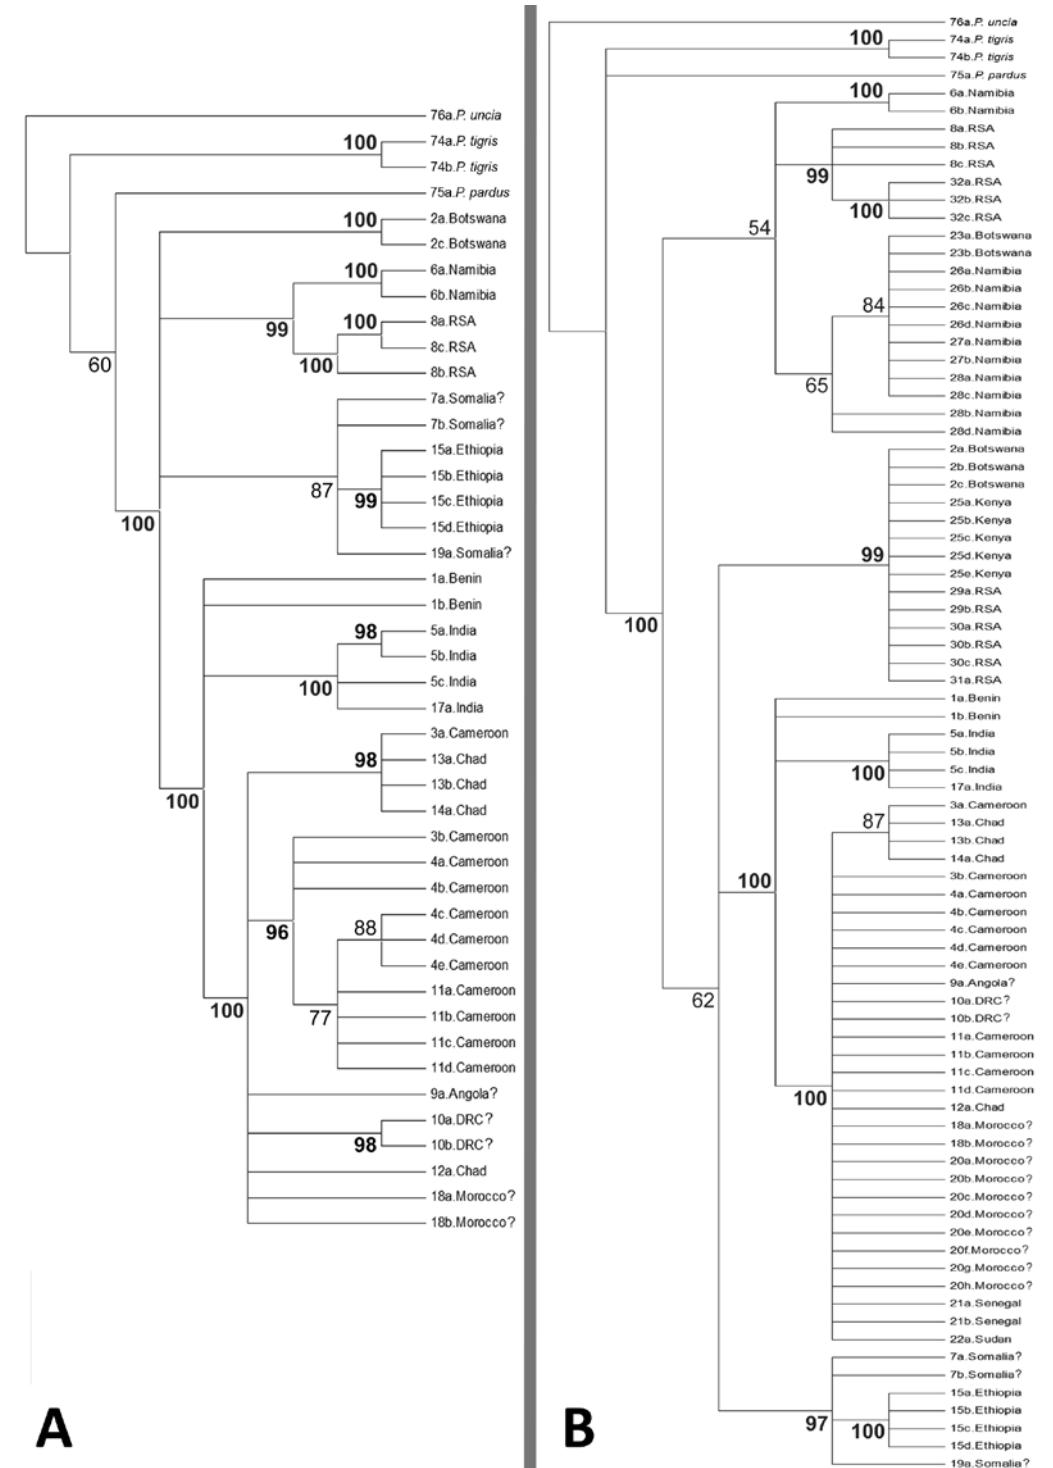 76a.P. uncia
100
74a.P. tigris
74b.P. tigris
75a.P. pardus
100
2a.Botswana
2c.Botswana
100
6a.Namibia
6b.Namibia
99
100
8a.RSA
8c.RSA
100
8b.RSA
60
7a.Somalia?
7b.Somalia?
15a.Ethiopia
15b.Ethiopia
87
99
15c.Ethiopia
15d.Ethiopia
100
19a.Somalia?
1a.Benin
1b.Benin
98
5a.India
5b.India
100
5c.India
17a.India
3a.Cameroon
98
13a.Chad
13b.Chad
100
14a.Chad
3b.Cameroon
4a.Cameroon
4b.Cameroon
88
4c.Cameroon
96
4d.Cameroon
4e.Cameroon
11a.Cameroon
100
77
11b.Cameroon
11c.Cameroon
11d.Cameroon
9a.Angola?
10a.DRC?
98
10b.DRC?
12a.Chad
18a.Morocco?
18b.Morocco?
A
76a.P. uncia
100
74a.P. tigris
74b.P. tigris
75a.P. pardus
100
6a.Namibia
6b.Namibia
8a.RSA
8b.RSA
8c.RSA
99
32a.RSA
32b.RSA
100
32c.RSA
54
23a.Botswana
23b.Botswana
26a.Namibia
26b.Namibia
84
26c.Namibia
26d.Namibia
27a.Namibia
27b.Namibia
28a.Namibia
65
28c.Namibia
28b.Namibia
28d.Namibia
2a.Botswana
2b.Botswana
2c.Botswana
25a.Kenya
25b.Kenya
25c.Kenya
99
25d.Kenya
25e.Kenya
29a.RSA
29b.RSA
100
30a.RSA
30b.RSA
30c.RSA
31a.RSA
1a.Benin
1b.Benin
5a.India
5b.India
100
5c.India
17a.India
3a.Cameroon
87
13a.Chad
13b.Chad
14a.Chad
100
3b.Cameroon
4a.Cameroon
4b.Cameroon
4c.Cameroon
4d.Cameroon
4e.Cameroon
9a.Angola?
62
10a.DRC?
10b.DRC?
11a.Cameroon
11b.Cameroon
11c.Cameroon
11d.Cameroon
100
12a.Chad
18a.Morocco?
18b.Morocco?
20a.Morocco?
20b.Morocco?
20c.Morocco?
20d.Morocco?
20e.Morocco?
20f.Morocco?
20g.Morocco?
20h.Morocco?
21a.Senegal
21b.Senegal
22a.Sudan
7a.Somalia?
7b.Somalia?
15a.Ethiopia
15b.Ethiopia
97
100
15c.Ethiopia
15d.Ethiopia
19a.Somalia?
B